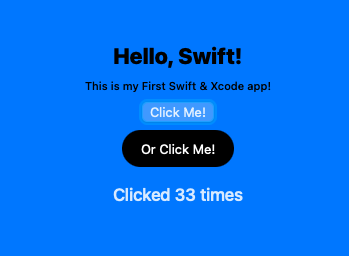 Hello, Swift!
This is my First Swift & Xcode app!
Click Me!
Or Click Me!
Clicked 33 times